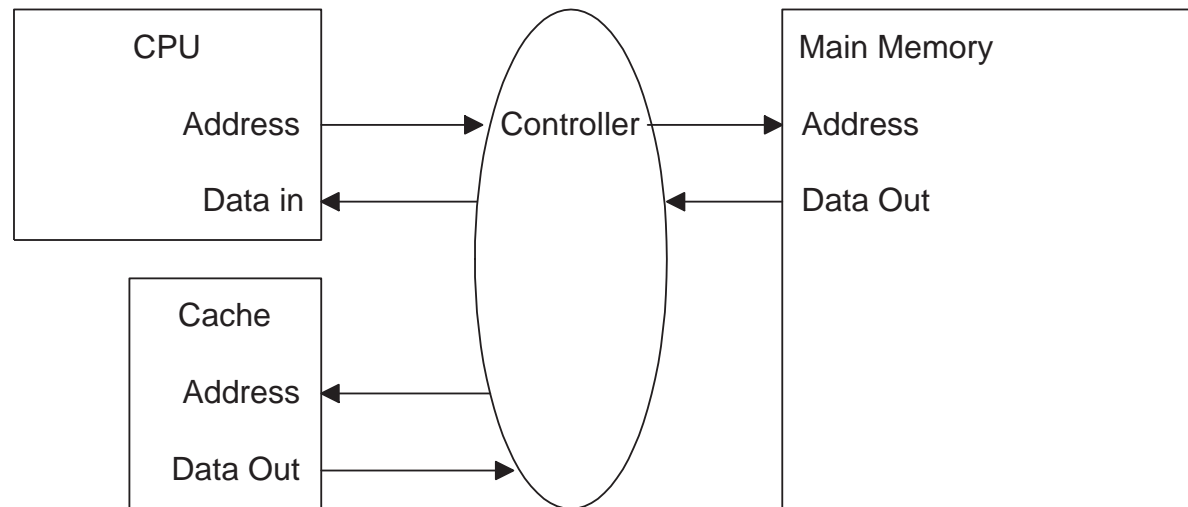 CPU
Address
Data in
Cache
Address
Data Out
Controller
Main Memory
Address
Data Out